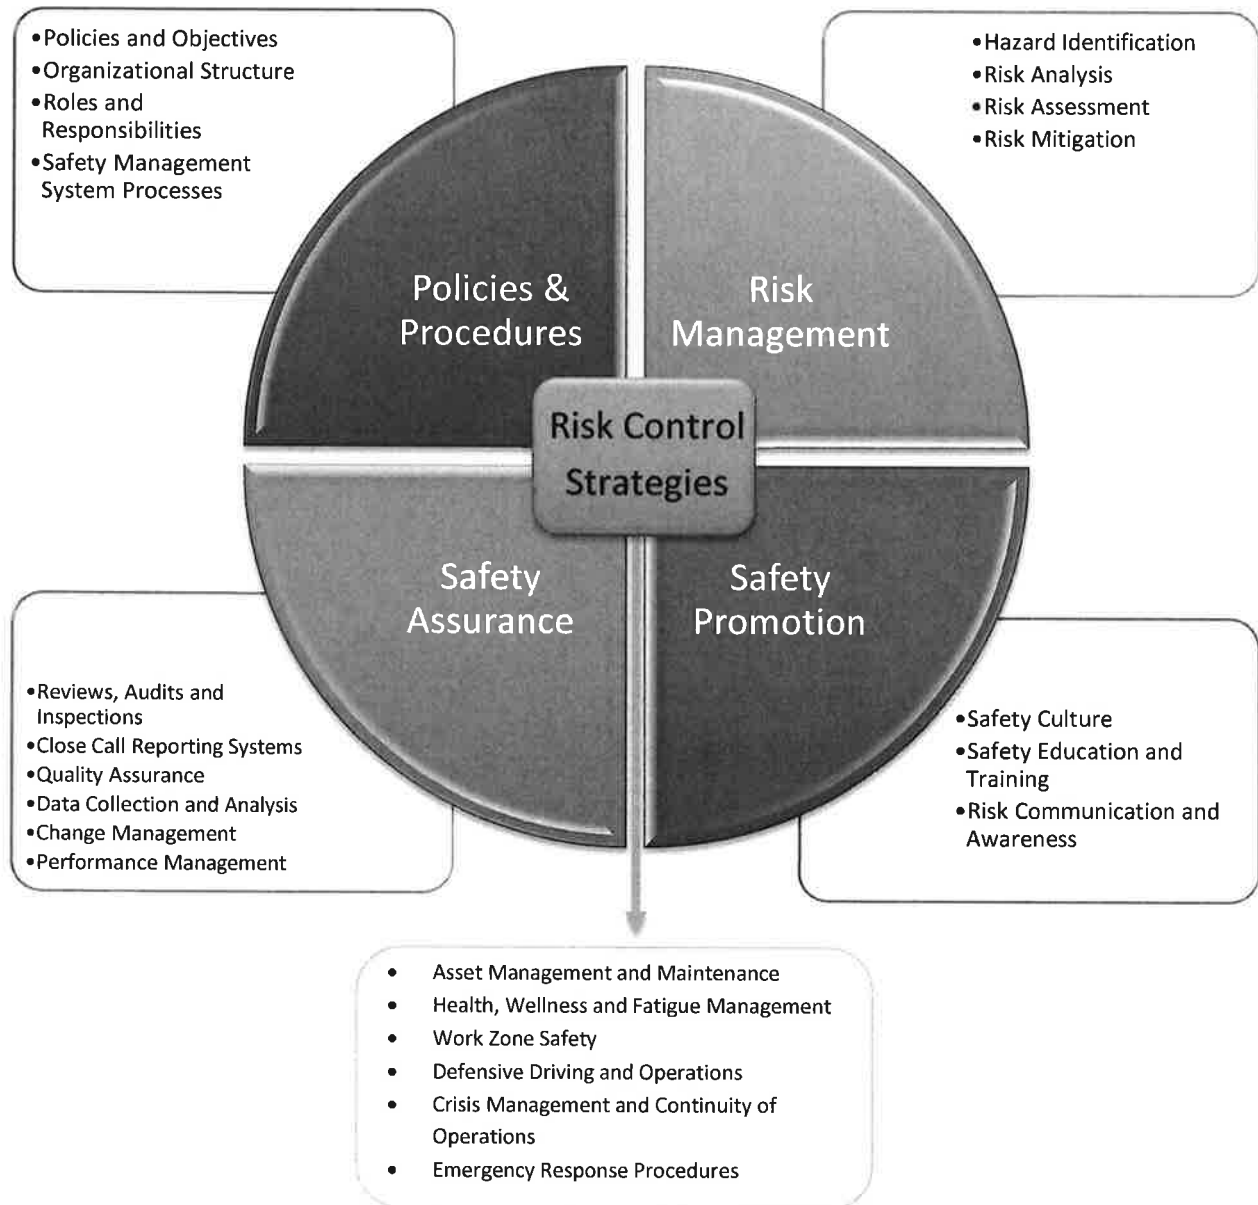 •Policies and Objectives
•Organizational Structure
•Roles and
Responsibilities
•Safety Management
System Processes
•Hazard Identification
•Risk Analysis
•Risk Assessment
•Risk Mitigation
Policies &
Procedures
Risk
Management
Risk Control
Strategies
Safety
Assurance
Safety
Promotion
•Reviews, Audits and
Inspections
•Close Call Reporting Systems
•Quality Assurance
•Data Collection and Analysis
•Change Management
•Performance Management
•Safety Culture
•Safety Education and
Training
•Risk Communication and
Awareness
• Asset Management and Maintenance
• Health, Wellness and Fatigue Management
• Work Zone Safety
• Defensive Driving and Operations
• Crisis Management and Continuity of
Operations
• Emergency Response Procedures